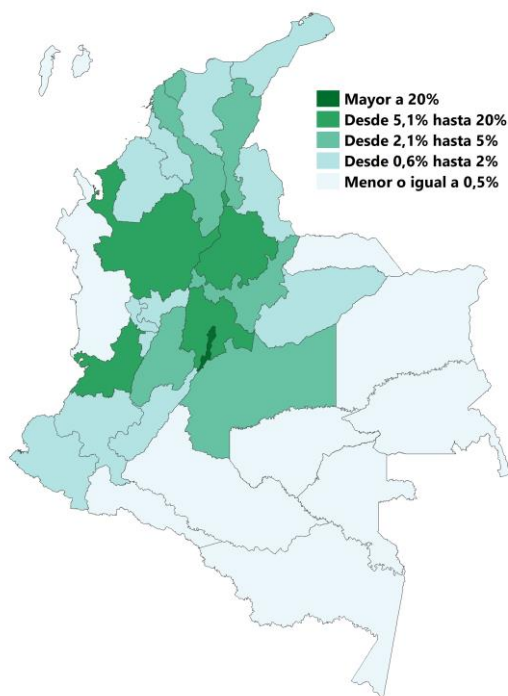 Mayor a 20%
Desde 5,1% hasta 20%
Desde 2,1% hasta 5%
Desde 0,6% hasta 2%
Menor o igual a 0,5%